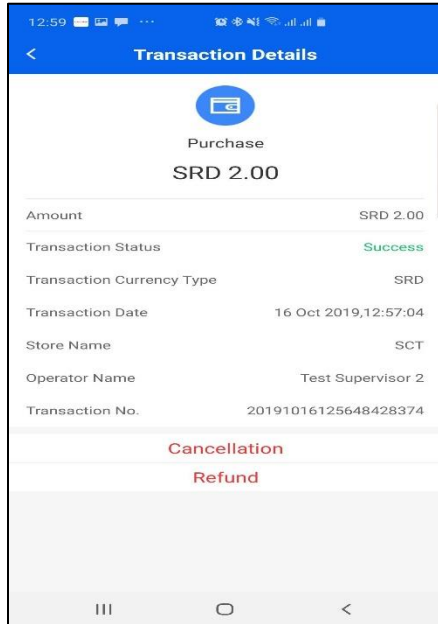 12:59
Transaction Details
Purchase
SRD 2.00
Amount SRD 2.00
Transaction Status Success
Transaction Currency Type SRD
Transaction Date 16 Oct 2019,12:57:04
Store Name SCT
Operator Name Test Supervisor 2
Transaction No. 20191016125648428374
Cancellation
Refund